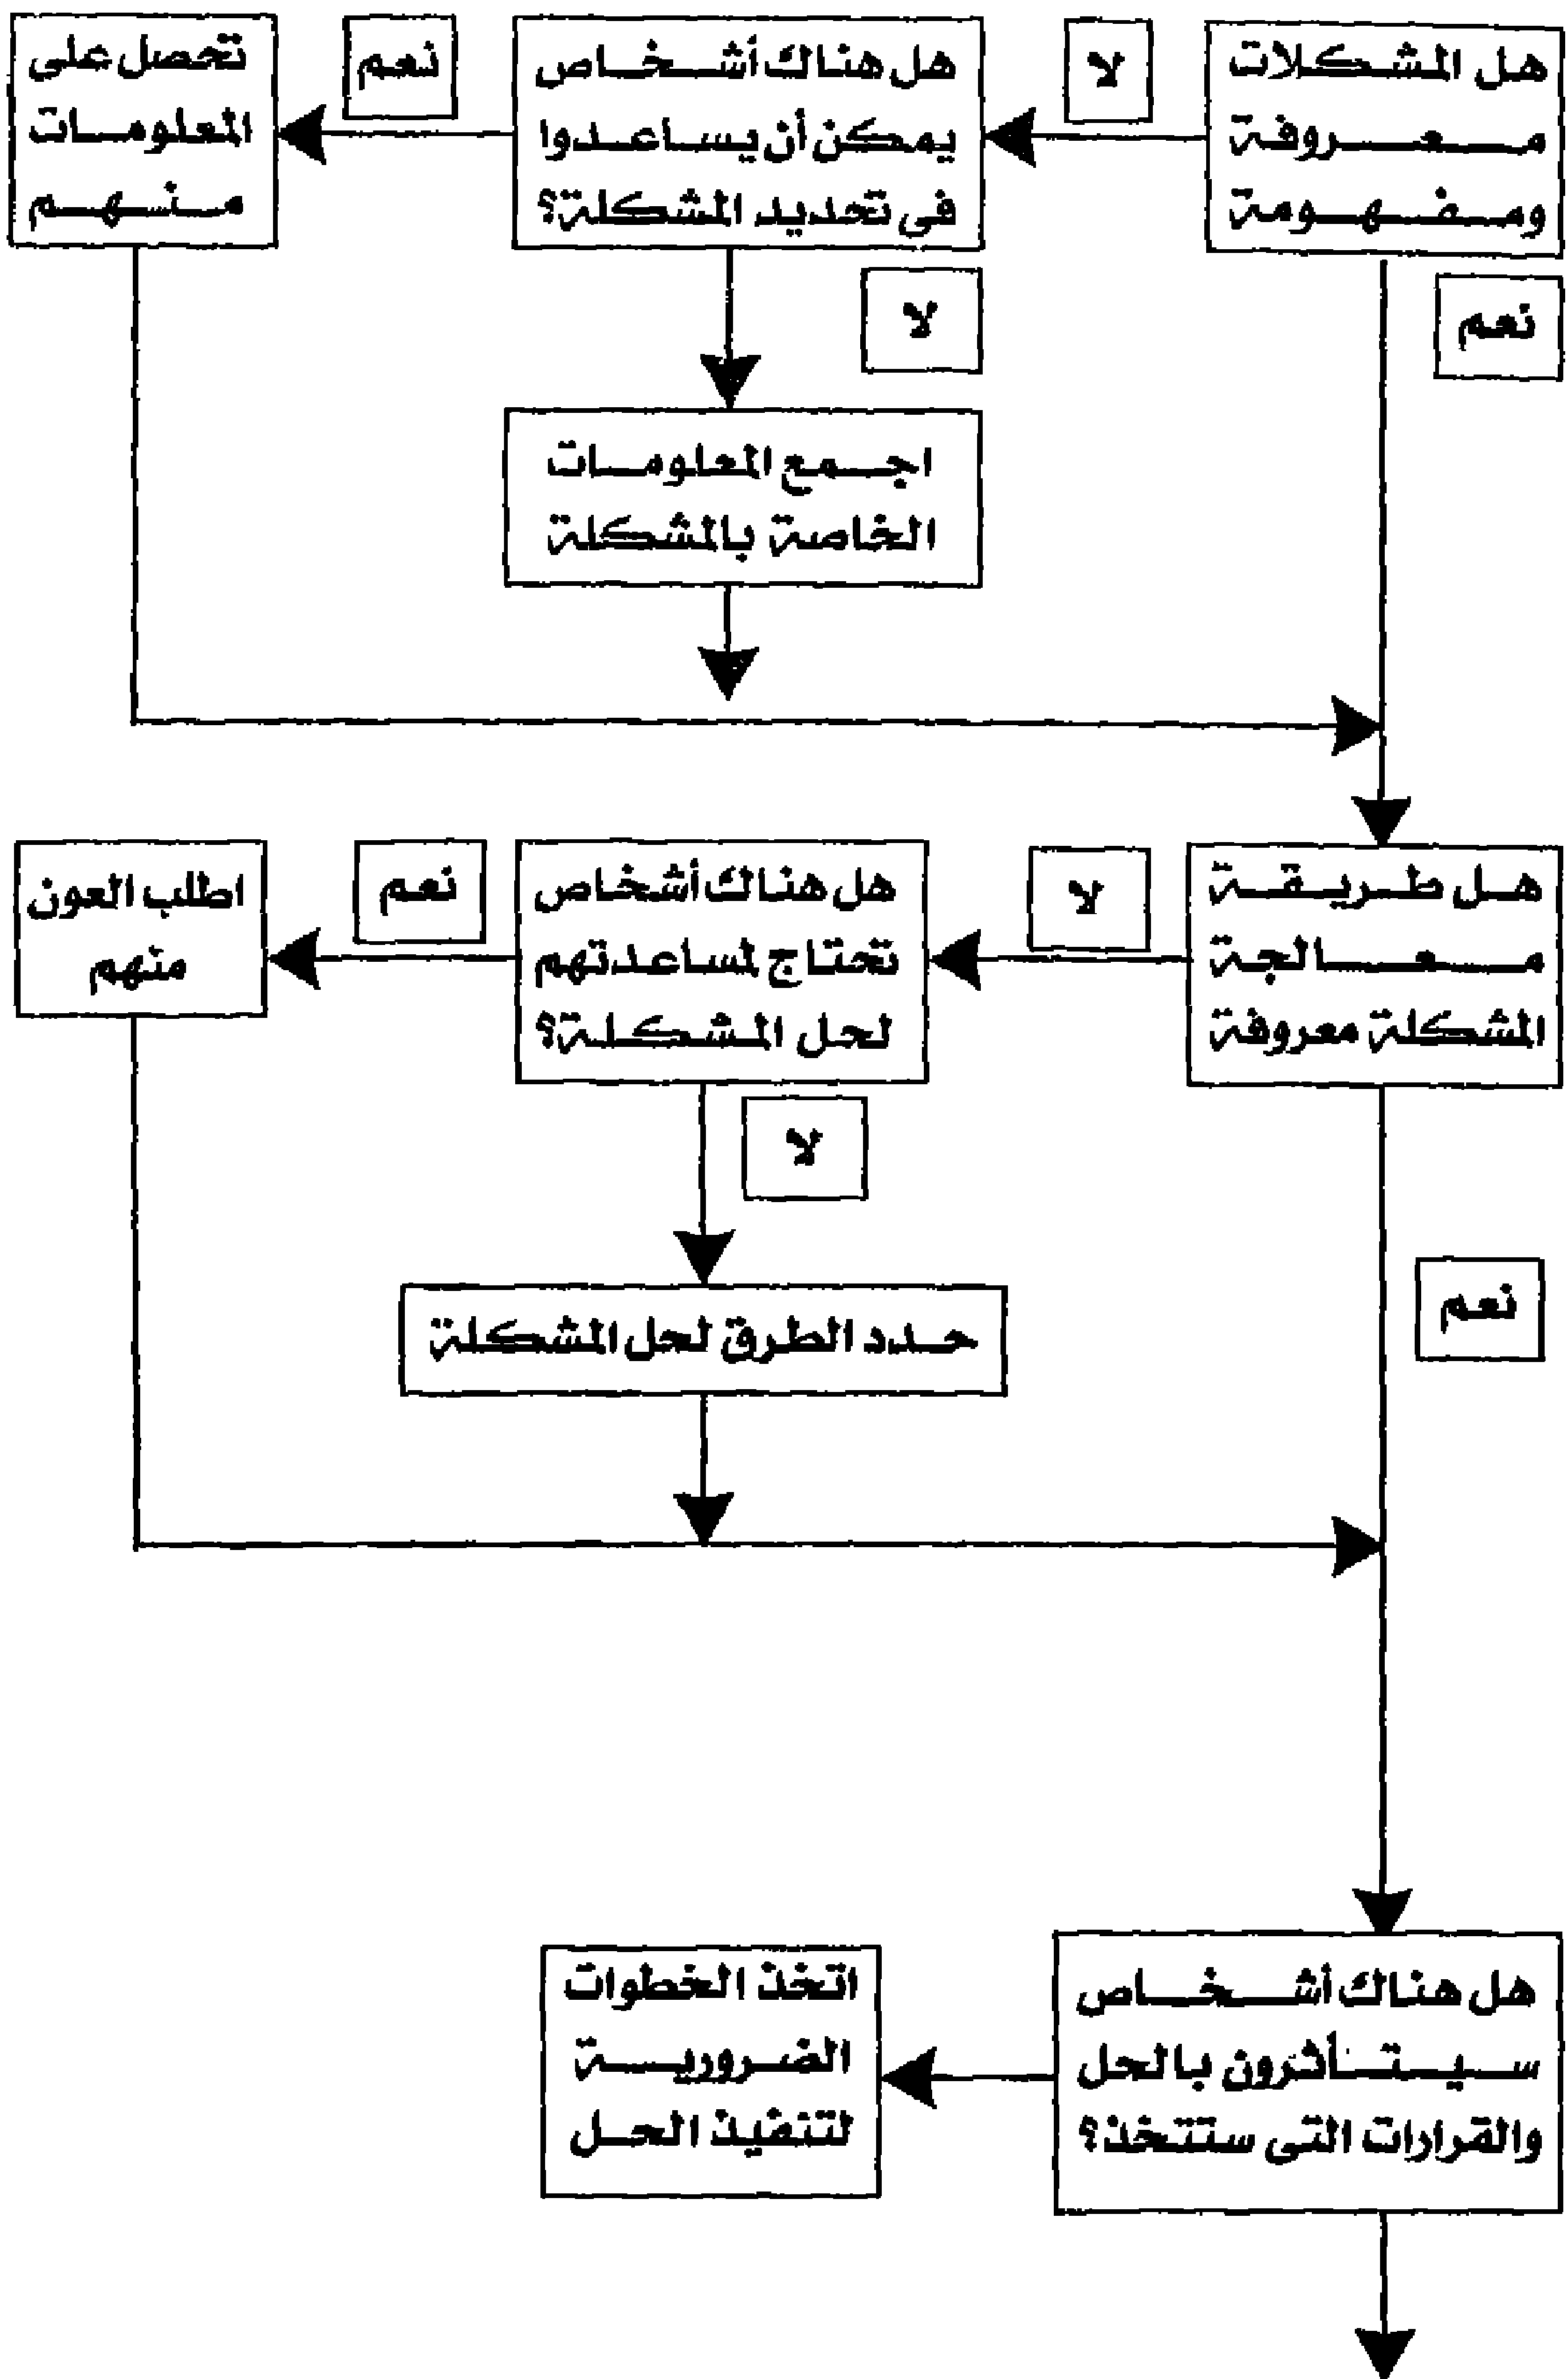 هل المشكلات
معروفة
ومفهومة
لا
هل هناك أشخاص
يمكن أن يساعدوا
فى تحديد المشكلة؟
نعم
تحصل على
المعلومات
منهم
نعم
لا
اجمع المعلومات
الخاصة بالمشكلة
هل طريقة
معالجة
المشكلة معروفة
لا
هل هناك أشخاص
تحتاج لمساعدتهم
لحل المشكلة؟
نعم
اطلب العون
منهم
لا
نعم
حدد الطرق لحل المشكلة
هل هناك أشخاص
سيتأثرون بالحل
والقرارات التى ستتخذ؟
اتخذ الخطوات
الضرورية
لتنفيذ الحل